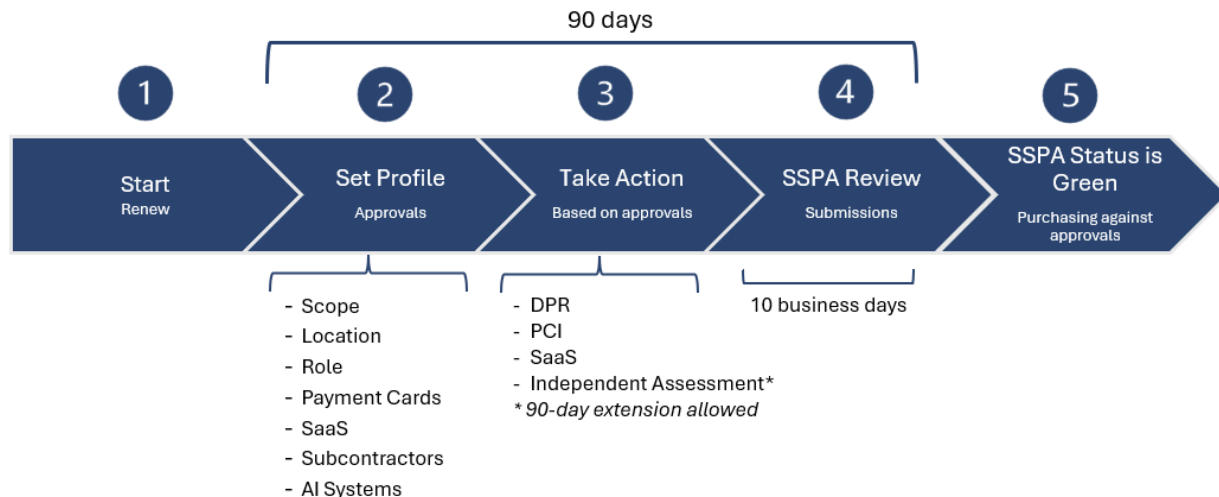 90 days
1
2
3
4
5
Start
Renew
Set Profile
Approvals
Take Action
Based on approvals
SSPA Review
Submissions
SSPA Status is
Green
Purchasing against
approvals
- Scope
- Location
- Role
- Payment Cards
- SaaS
- Subcontractors
- AI Systems
- DPR
- PCI
- SaaS
- Independent Assessment*
* 90-day extension allowed
10 business days